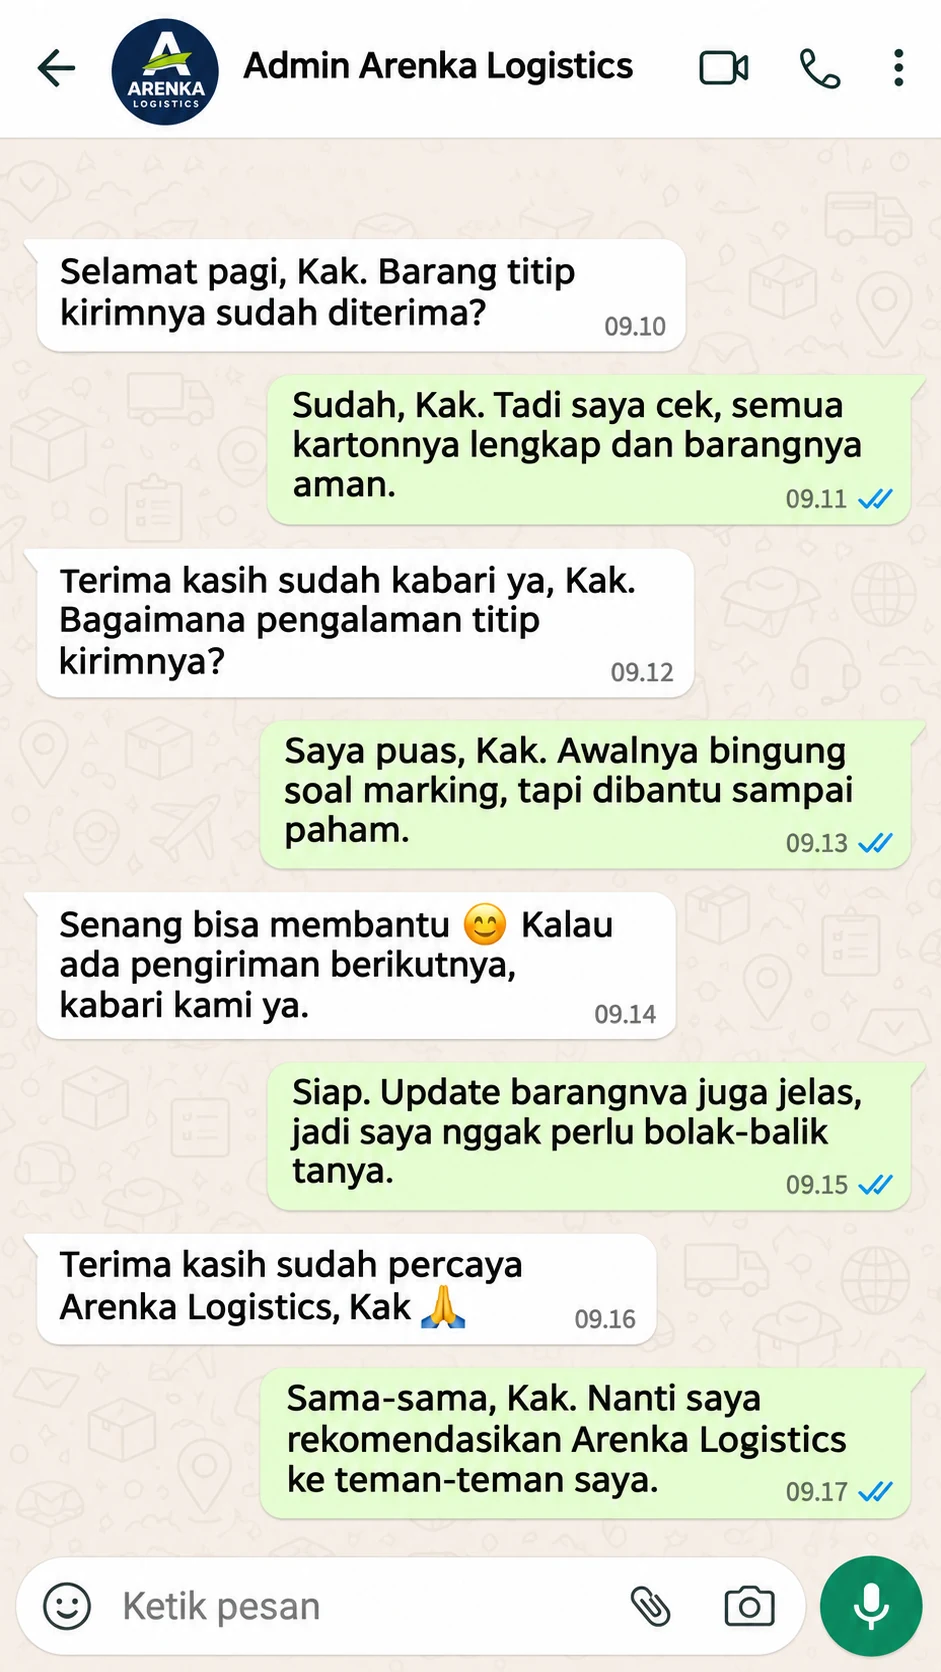 ARENKA
LOGISTICS
Admin Arenka Logistics
Selamat pagi, Kak. Barang titip
kirimnya sudah diterima?
09.10
Sudah, Kak. Tadi saya cek, semua
kartonnya lengkap dan barangnya
aman.
09.11
Terima kasih sudah kabari ya, Kak.
Bagaimana pengalaman titip
kirimnya?
09.12
Saya puas, Kak. Awalnya bingung
soal marking, tapi dibantu sampai
paham.
09.13
Senang bisa membantu 😊 Kalau
ada pengiriman berikutnya,
kabari kami ya.
09.14
Siap. Update barangnva juga jelas,
jadi saya nggak perlu bolak-balik
tanya.
09.15
Terima kasih sudah percaya
Arenka Logistics, Kak 🙏
09.16
Sama-sama, Kak. Nanti saya
rekomendasikan Arenka Logistics
ke teman-teman saya.
09.17
Ketik pesan